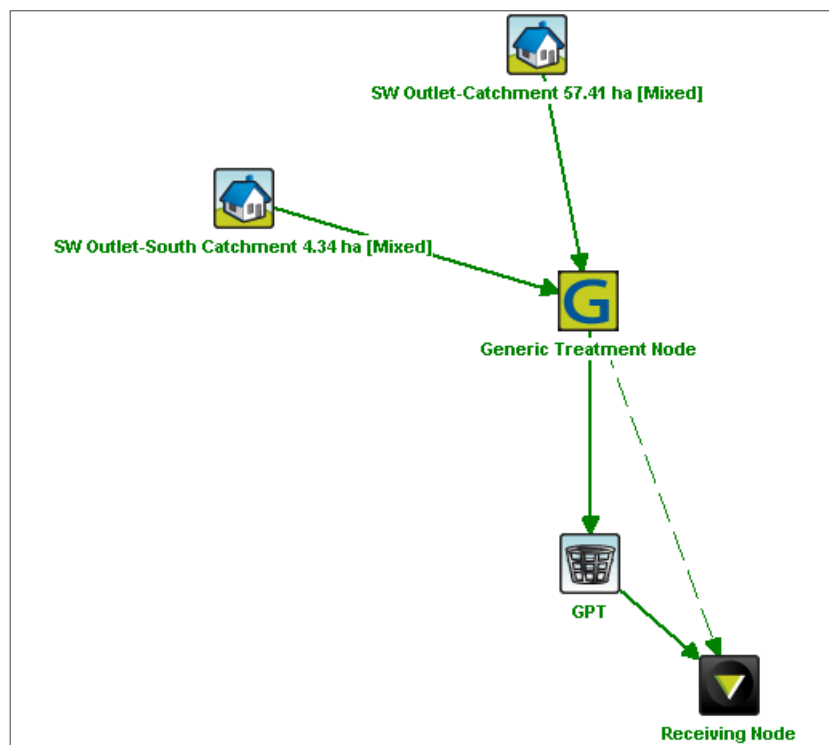 SW Outlet-Catchment 57.41 ha [Mixed]
SW Outlet-South Catchment 4.34 ha [Mixed]
G
Generic Treatment Node
GPT
Receiving Node